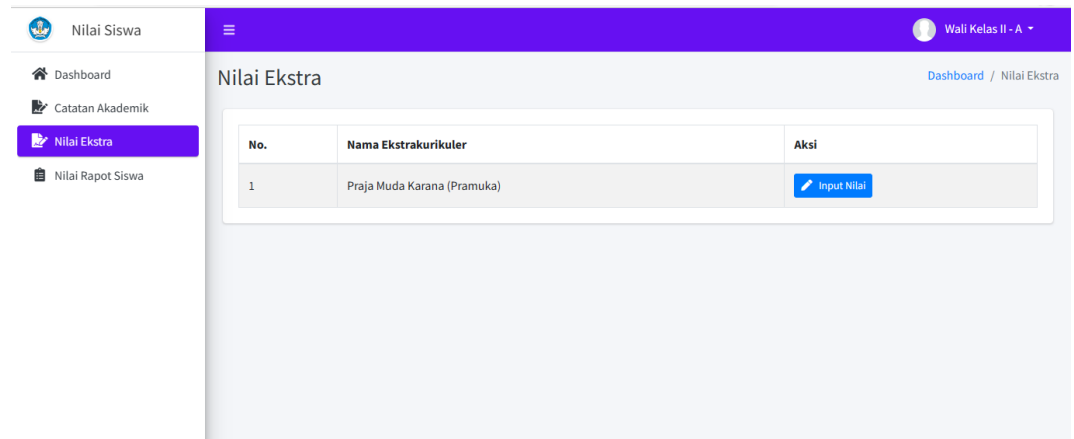 Nilai Siswa
Wali Kelas II - A
Dashboard
Catatan Akademik
Nilai Ekstra
Nilai Rapot Siswa
Nilai Ekstra
Dashboard / Nilai Ekstra
No. Nama Ekstrakurikuler Aksi
1 Praja Muda Karana (Pramuka) Input Nilai